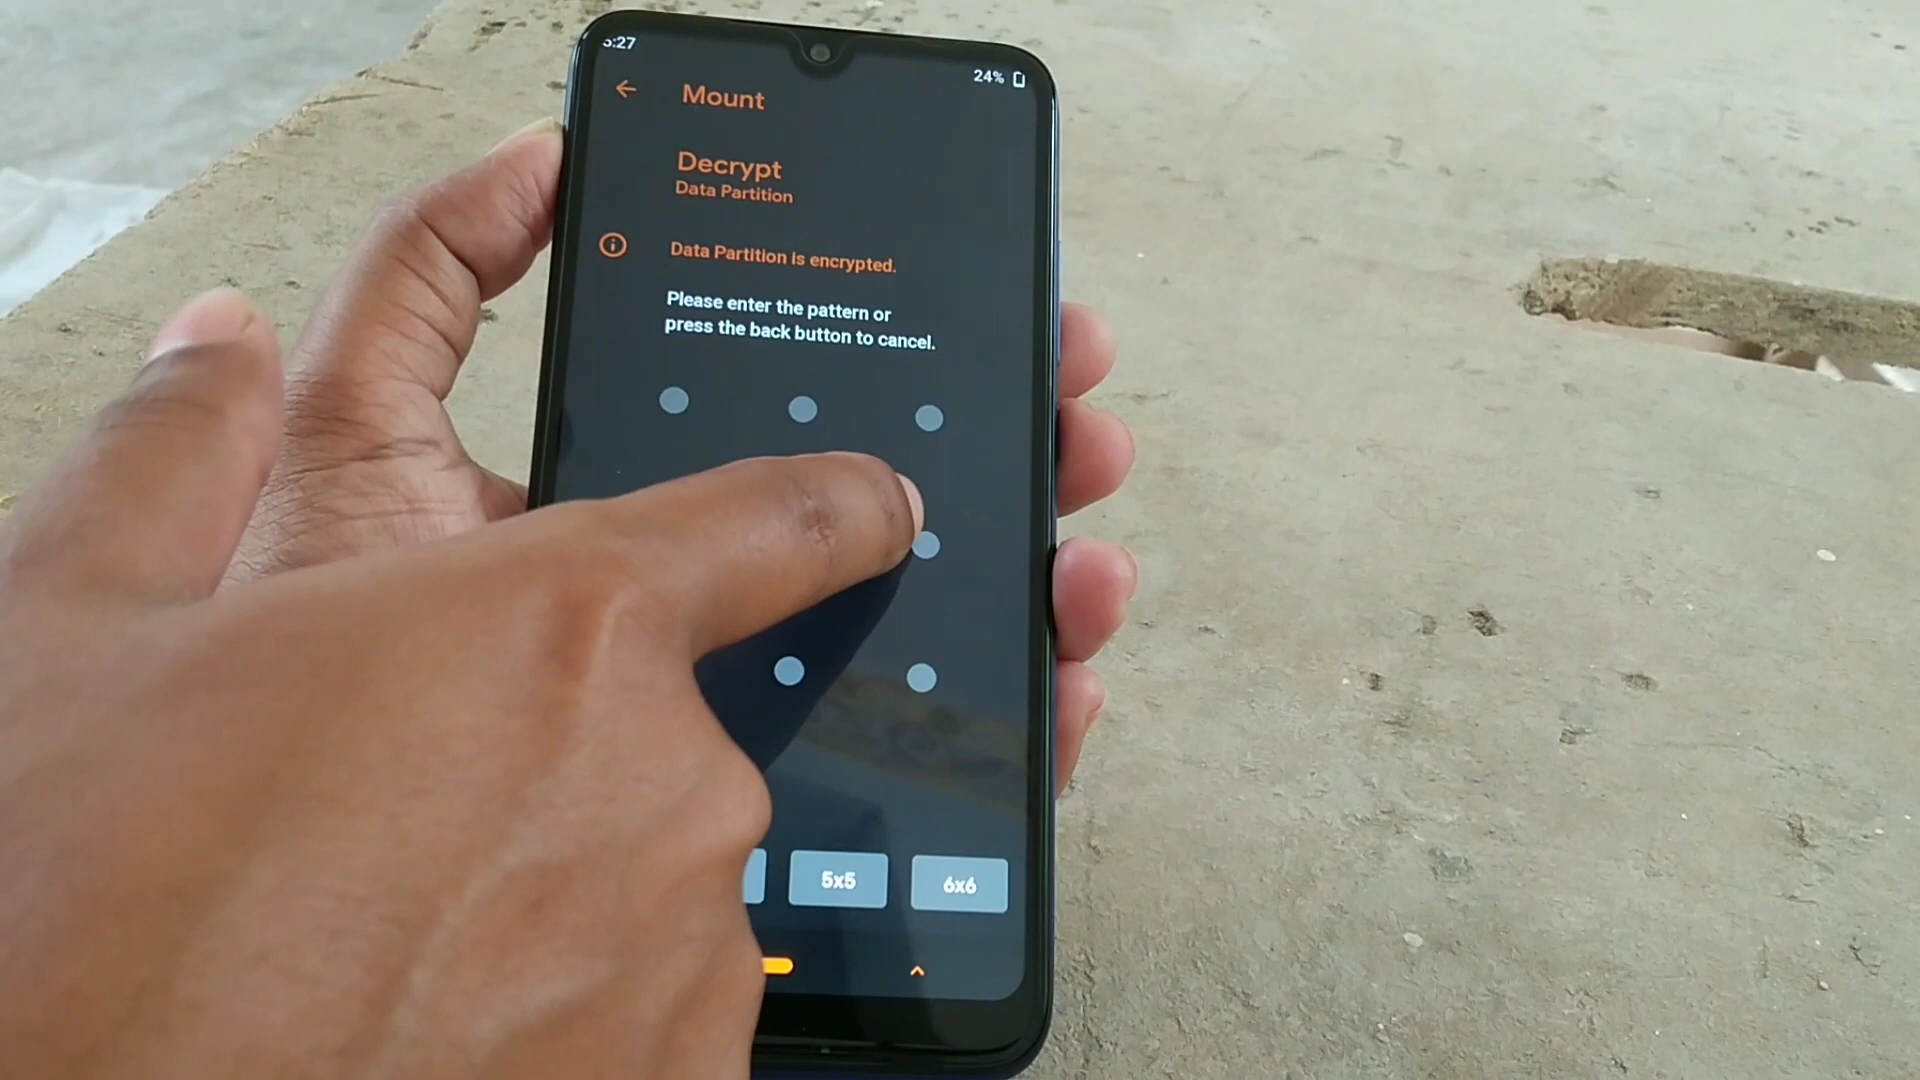 5:27
24%
Mount
Decrypt
Data Partition
Data Partition is encrypted.
Please enter the pattern or
press the back button to cancel.
5x5
6x6